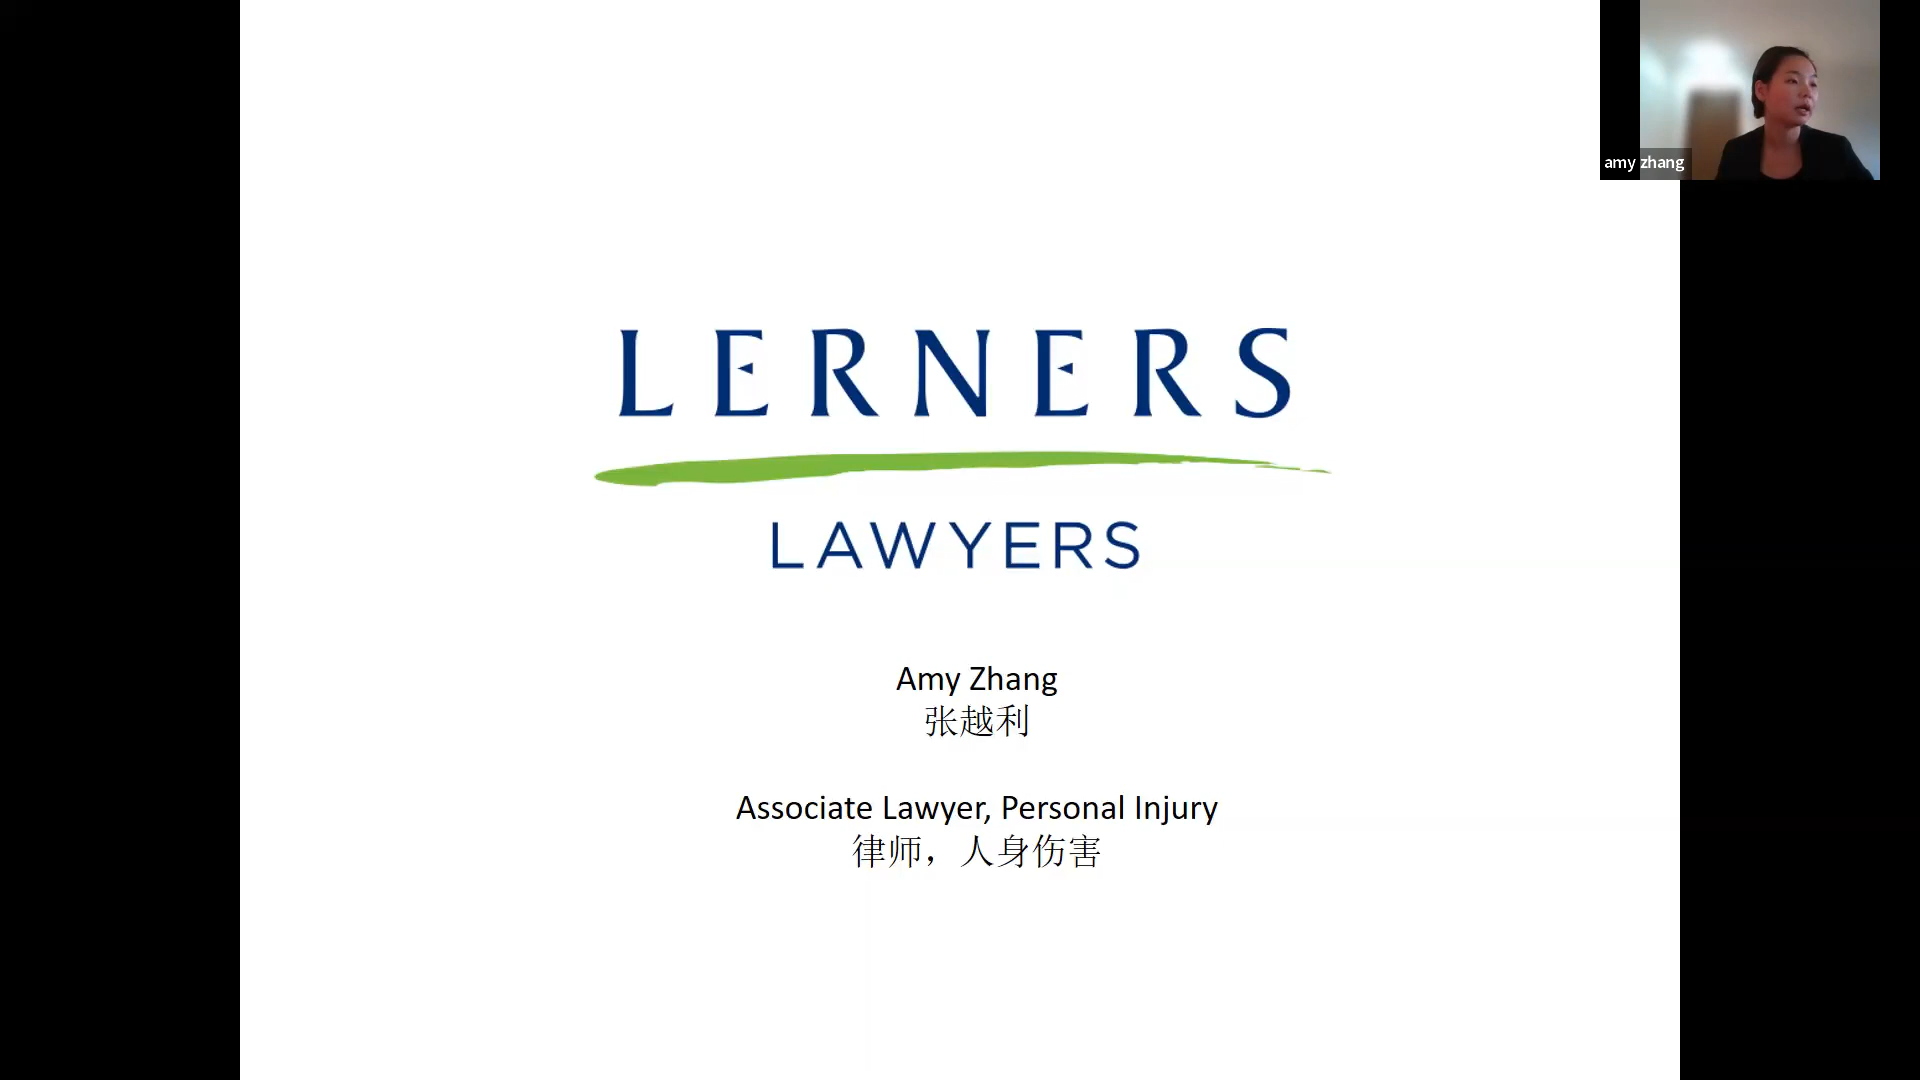 amy zhang
LERNERS
LAWYERS
Amy Zhang
张越利
Associate Lawyer, Personal Injury
律师，人身伤害